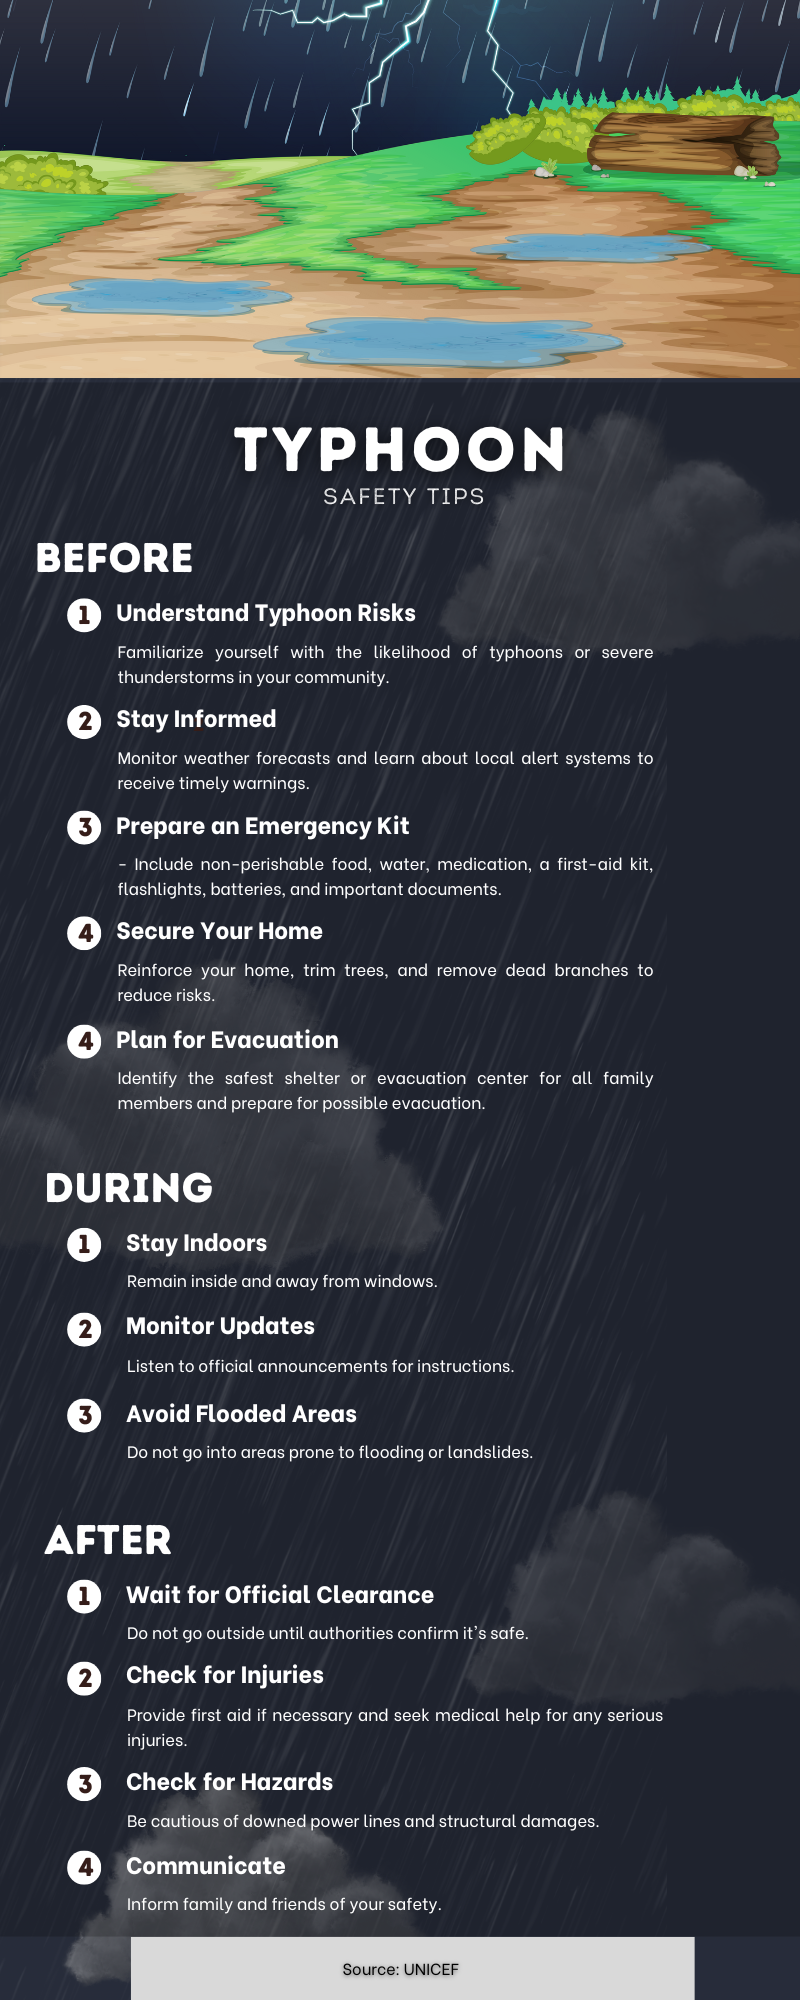 TYPHOON
SAFETY TIPS
BEFORE
1 Understand Typhoon Risks
Familiarize yourself with the likelihood of typhoons or severe
thunderstorms in your community.
2 Stay Informed
Monitor weather forecasts and learn about local alert systems to
receive timely warnings.
3 Prepare an Emergency Kit
- Include non-perishable food, water, medication, a first-aid kit,
flashlights, batteries, and important documents.
4 Secure Your Home
Reinforce your home, trim trees, and remove dead branches to
reduce risks.
4 Plan for Evacuation
Identify the safest shelter or evacuation center for all family
members and prepare for possible evacuation.
DURING
1 Stay Indoors
Remain inside and away from windows.
2 Monitor Updates
Listen to official announcements for instructions.
3 Avoid Flooded Areas
Do not go into areas prone to flooding or landslides.
AFTER
1 Wait for Official Clearance
Do not go outside until authorities confirm it's safe.
2 Check for Injuries
Provide first aid if necessary and seek medical help for any serious
injuries.
3 Check for Hazards
Be cautious of downed power lines and structural damages.
4 Communicate
Inform family and friends of your safety.
Source: UNICEF